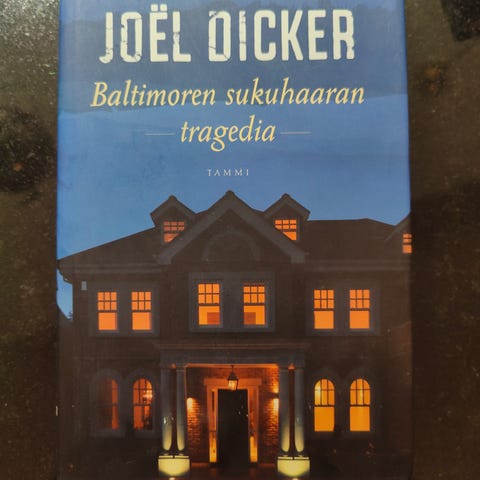 JOËL DICKER
Baltimoren sukuhaaran
tragedia
TAMMI